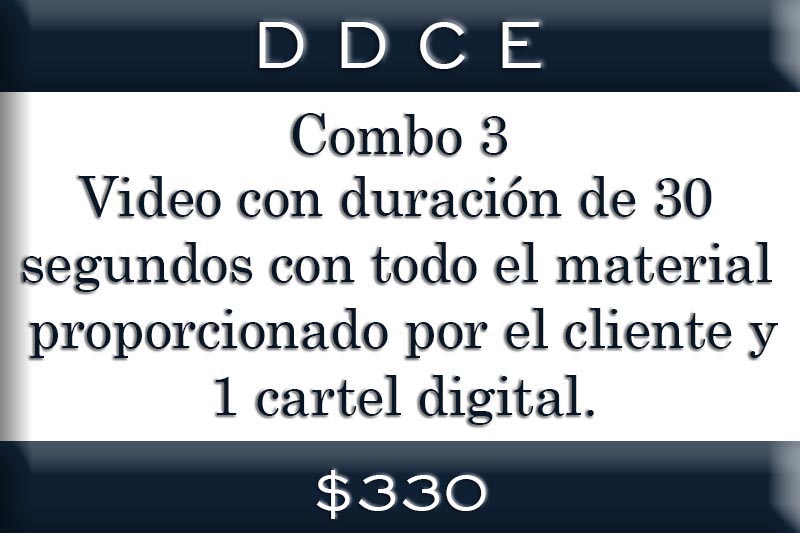 D D C E
Combo 3
Video con duración de 30
segundos con todo el material
proporcionado por el cliente y
1 cartel digital.
$330